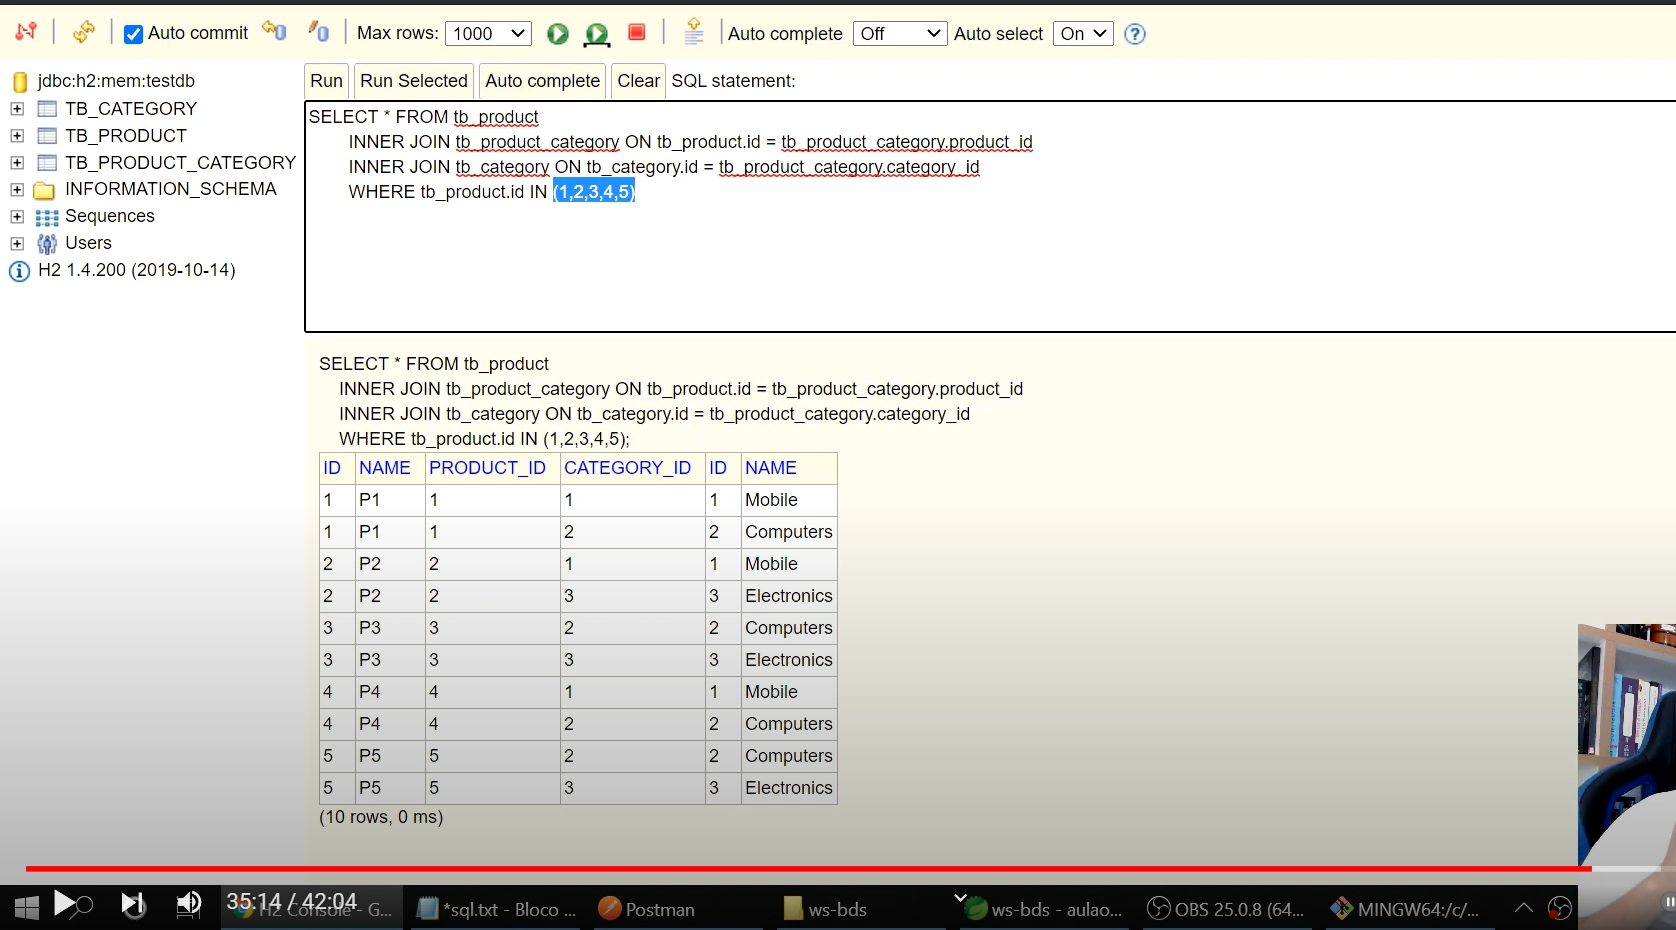 Auto commit Max rows: 1000 Auto complete Off Auto select On
jdbc:h2:mem:testdb
TB_CATEGORY
TB_PRODUCT
TB_PRODUCT_CATEGORY
INFORMATION_SCHEMA
Sequences
Users
H2 1.4.200 (2019-10-14)
Run Run Selected Auto complete Clear SQL statement:
SELECT * FROM tb_product
INNER JOIN tb_product_category ON tb_product.id = tb_product_category.product_id
INNER JOIN tb_category ON tb_category.id = tb_product_category.category_id
WHERE tb_product.id IN (1,2,3,4,5)
SELECT * FROM tb_product
INNER JOIN tb_product_category ON tb_product.id = tb_product_category.product_id
INNER JOIN tb_category ON tb_category.id = tb_product_category.category_id
WHERE tb_product.id IN (1,2,3,4,5);
ID NAME PRODUCT_ID CATEGORY_ID ID NAME
1 P1 1 1 1 Mobile
1 P1 1 2 2 Computers
2 P2 2 1 1 Mobile
2 P2 2 3 3 Electronics
3 P3 3 2 2 Computers
3 P3 3 3 3 Electronics
4 P4 4 1 1 Mobile
4 P4 4 2 2 Computers
5 P5 5 2 2 Computers
5 P5 5 3 3 Electronics
(10 rows, 0 ms)
35:14 / 42:04
H2 Console - G... *sql.txt - Bloco ... Postman ws-bds ws-bds - aulao... OBS 25.0.8 (64... MINGW64:/c/...